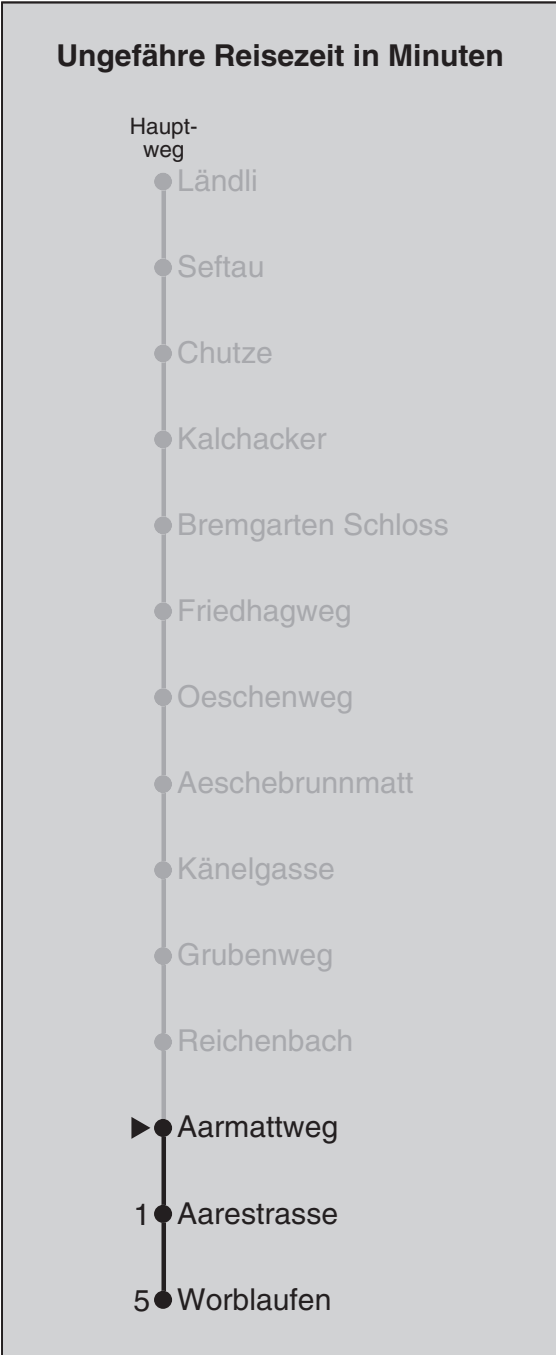 Ungefähre Reisezeit in Minuten
Haupt-
weg
Ländli
Seftau
Chutze
Kalchacker
Bremgarten Schloss
Friedhagweg
Oeschenweg
Aeschebrunnmatt
Känelgasse
Grubenweg
Reichenbach
Aarmattweg
1 Aarestrasse
5 Worblaufen